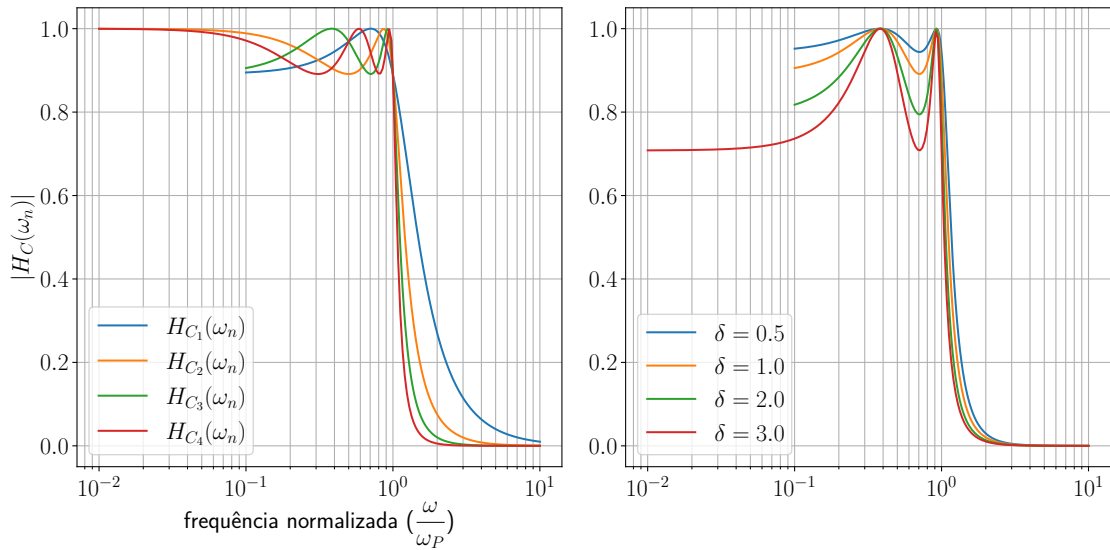 |H_C(ω_n)|
1.0
0.8
0.6
0.4
0.2
0.0
H_{C_1}(ω_n)
H_{C_2}(ω_n)
H_{C_3}(ω_n)
H_{C_4}(ω_n)
10^{-2}
10^{-1}
10^{0}
10^{1}
frequência normalizada (ω/ω_P)
1.0
0.8
0.6
0.4
0.2
0.0
δ = 0.5
δ = 1.0
δ = 2.0
δ = 3.0
10^{-2}
10^{-1}
10^{0}
10^{1}